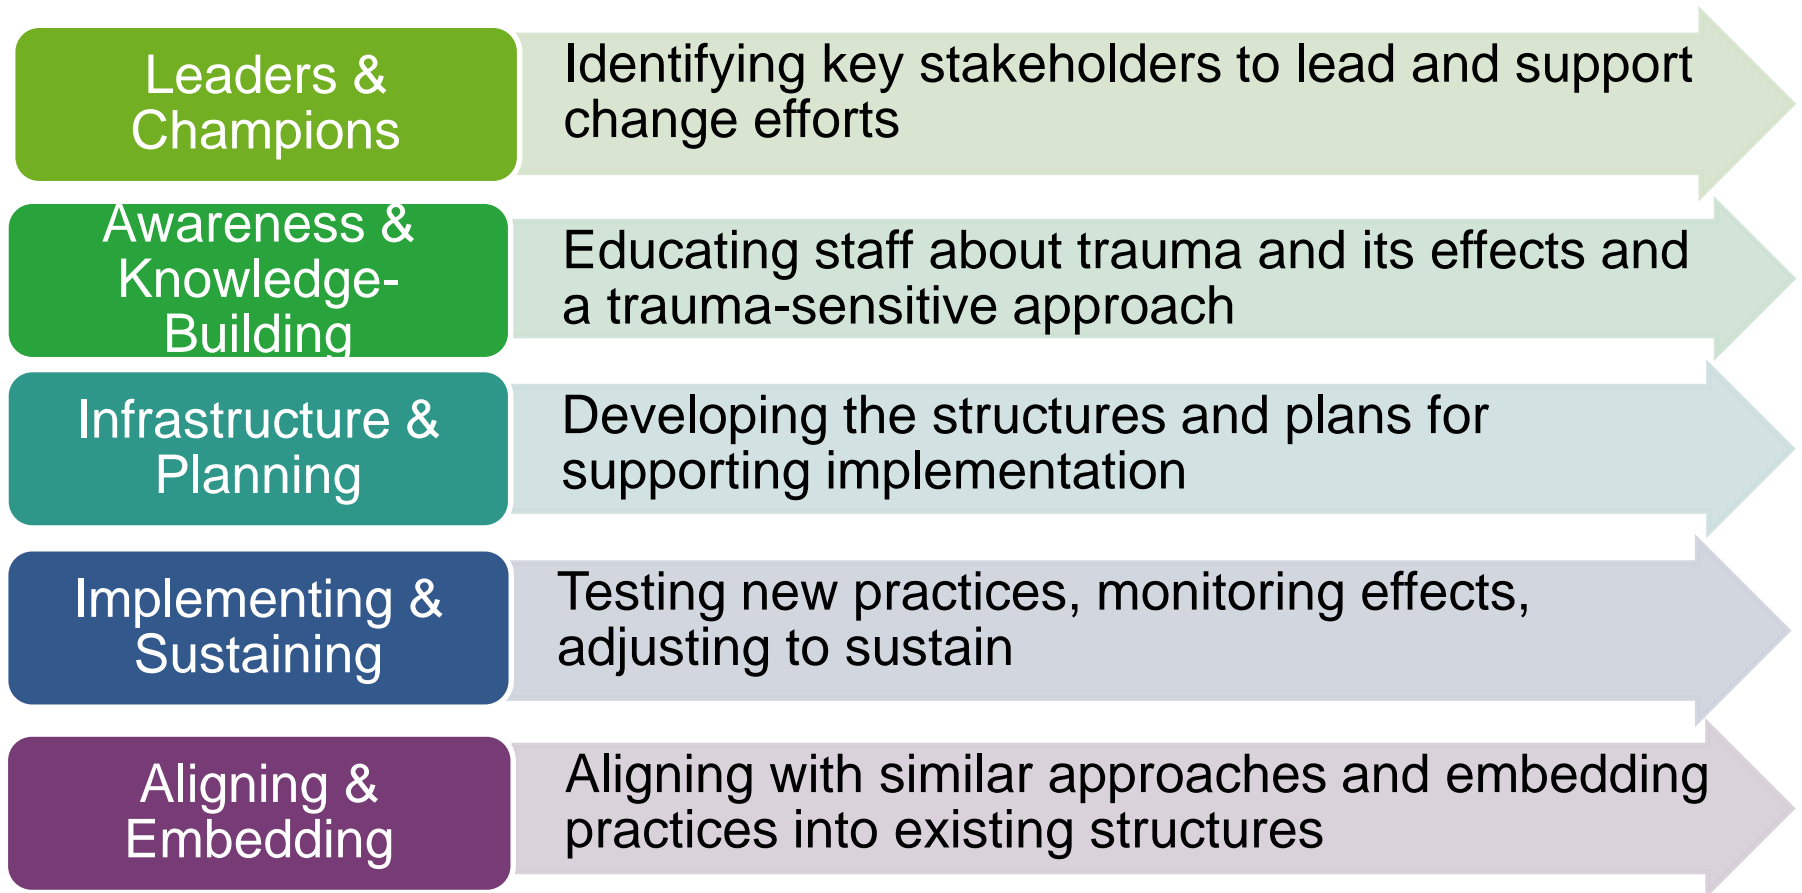 Leaders &
Champions
Identifying key stakeholders to lead and support
change efforts
Awareness &
Knowledge-
Building
Educating staff about trauma and its effects and
a trauma-sensitive approach
Infrastructure &
Planning
Developing the structures and plans for
supporting implementation
Implementing &
Sustaining
Testing new practices, monitoring effects,
adjusting to sustain
Aligning &
Embedding
Aligning with similar approaches and embedding
practices into existing structures